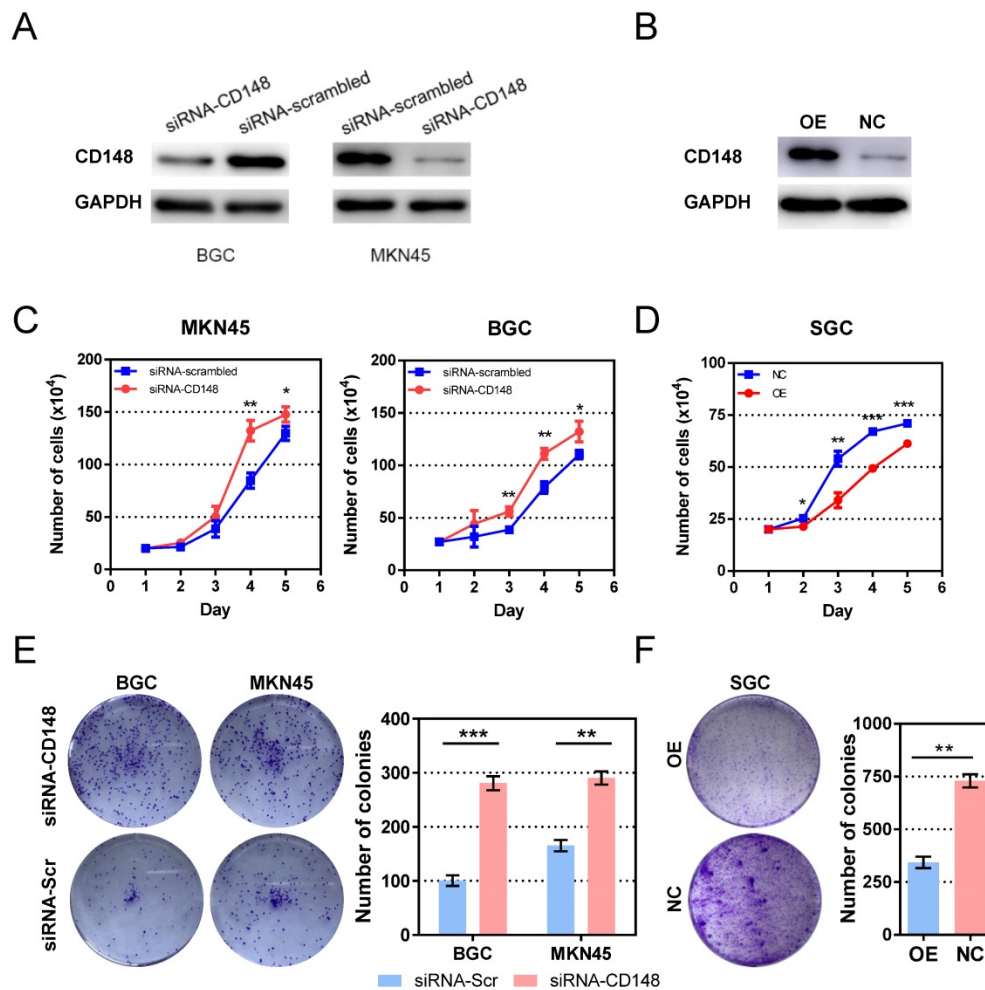 A
siRNA-CD148
siRNA-scrambled
siRNA-scrambled
siRNA-CD148
CD148
GAPDH
BGC
MKN45
B
OE NC
CD148
GAPDH
C
MKN45
Number of cells (x10⁴)
200
150
100
50
0
siRNA-scrambled
siRNA-CD148
**
*
0 1 2 3 4 5 6
Day
BGC
Number of cells (x10⁴)
200
150
100
50
0
siRNA-scrambled
siRNA-CD148
**
**
*
0 1 2 3 4 5 6
Day
D
SGC
Number of cells (x10⁴)
100
75
50
25
0
NC
OE
*
**
***
***
0 1 2 3 4 5 6
Day
E
BGC MKN45
siRNA-CD148
siRNA-Scr
Number of colonies
400
300
200
100
0
***
**
BGC MKN45
siRNA-Scr siRNA-CD148
F
SGC
OE
NC
Number of colonies
1000
750
500
250
0
**
OE NC